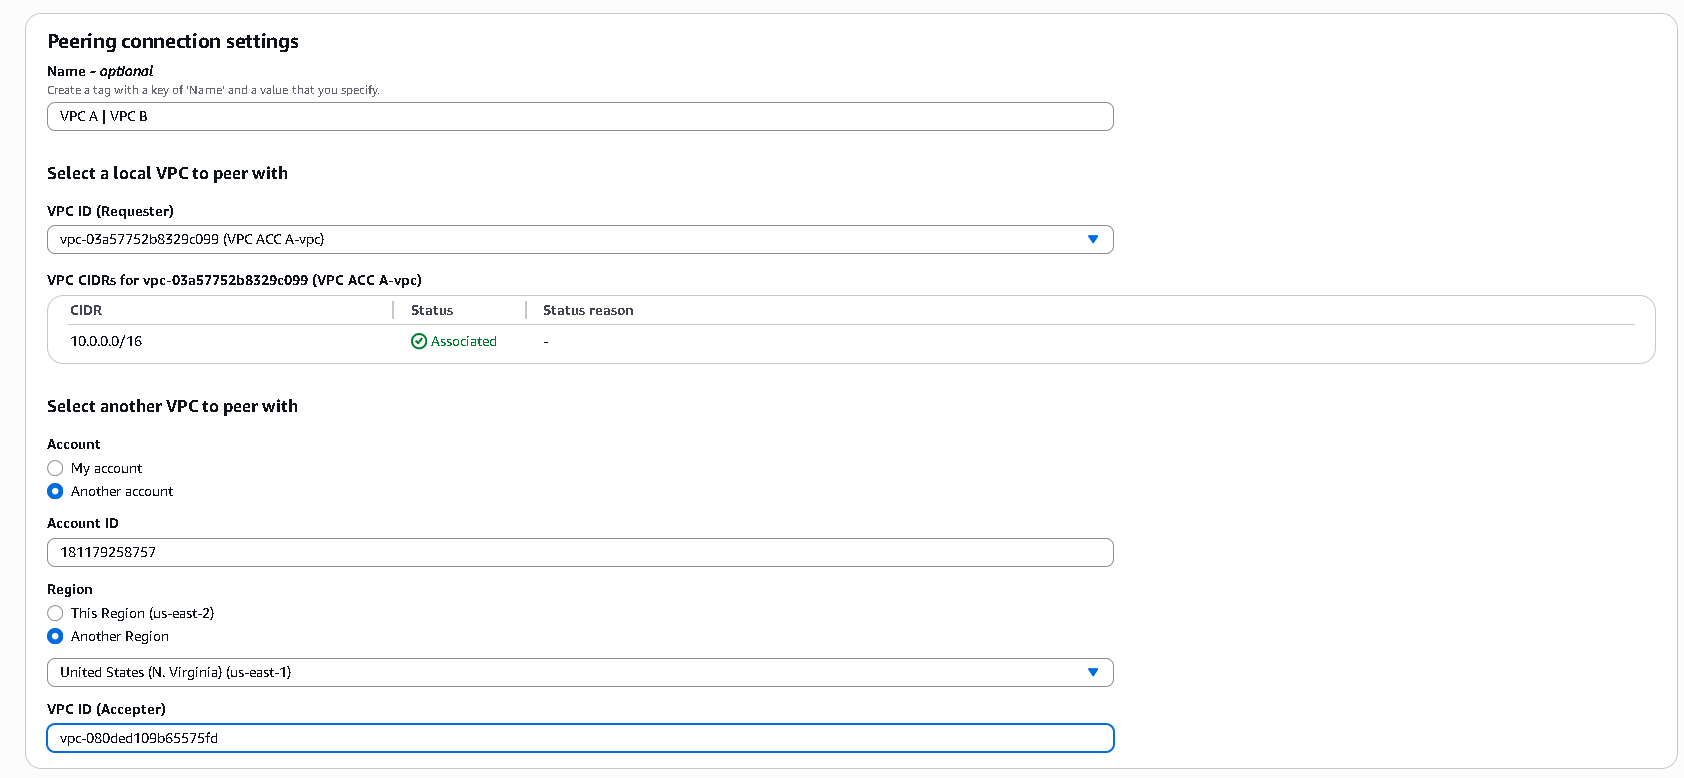 Peering connection settings
Name - optional
Create a tag with a key of 'Name' and a value that you specify.
VPC A | VPC B
Select a local VPC to peer with
VPC ID (Requester)
vpc-03a57752b8329c099 (VPC ACC A-vpc)
VPC CIDRs for vpc-03a57752b8329c099 (VPC ACC A-vpc)
CIDR Status Status reason
10.0.0.0/16 Associated -
Select another VPC to peer with
Account
My account
Another account
Account ID
181179258757
Region
This Region (us-east-2)
Another Region
United States (N. Virginia) (us-east-1)
VPC ID (Accepter)
vpc-080ded109b65575fd